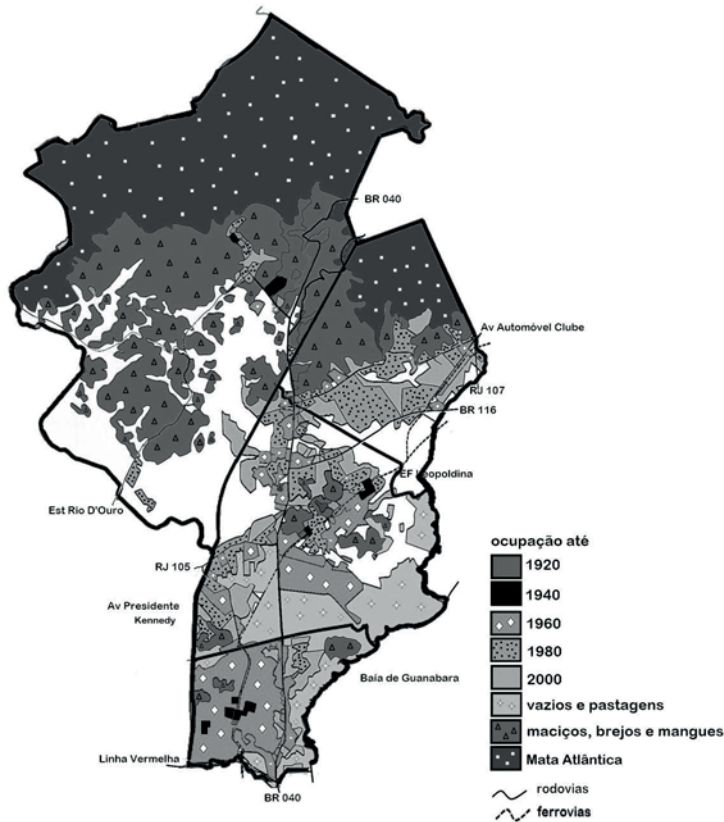 BR 040
Av Automóvel Clube
RJ 107
BR 116
EF Leopoldina
Est Rio D'Ouro
RJ 105
Av Presidente
Kennedy
Baía de Guanabara
Linha Vermelha
BR 040
ocupação até
1920
1940
1960
1980
2000
vazios e pastagens
maciços, brejos e mangues
Mata Atlântica
rodovias
ferrovias